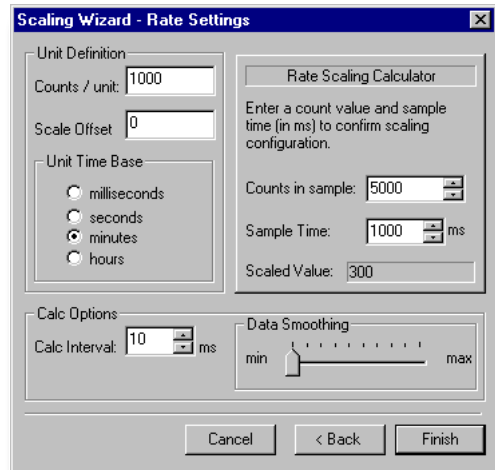 Scaling Wizard - Rate Settings
Unit Definition
Counts / unit: 1000
Scale Offset 0
Unit Time Base
milliseconds
seconds
minutes
hours
Rate Scaling Calculator
Enter a count value and sample
time (in ms) to confirm scaling
configuration.
Counts in sample: 5000
Sample Time: 1000 ms
Scaled Value: 300
Calc Options
Calc Interval: 10 ms
Data Smoothing
min max
Cancel < Back Finish